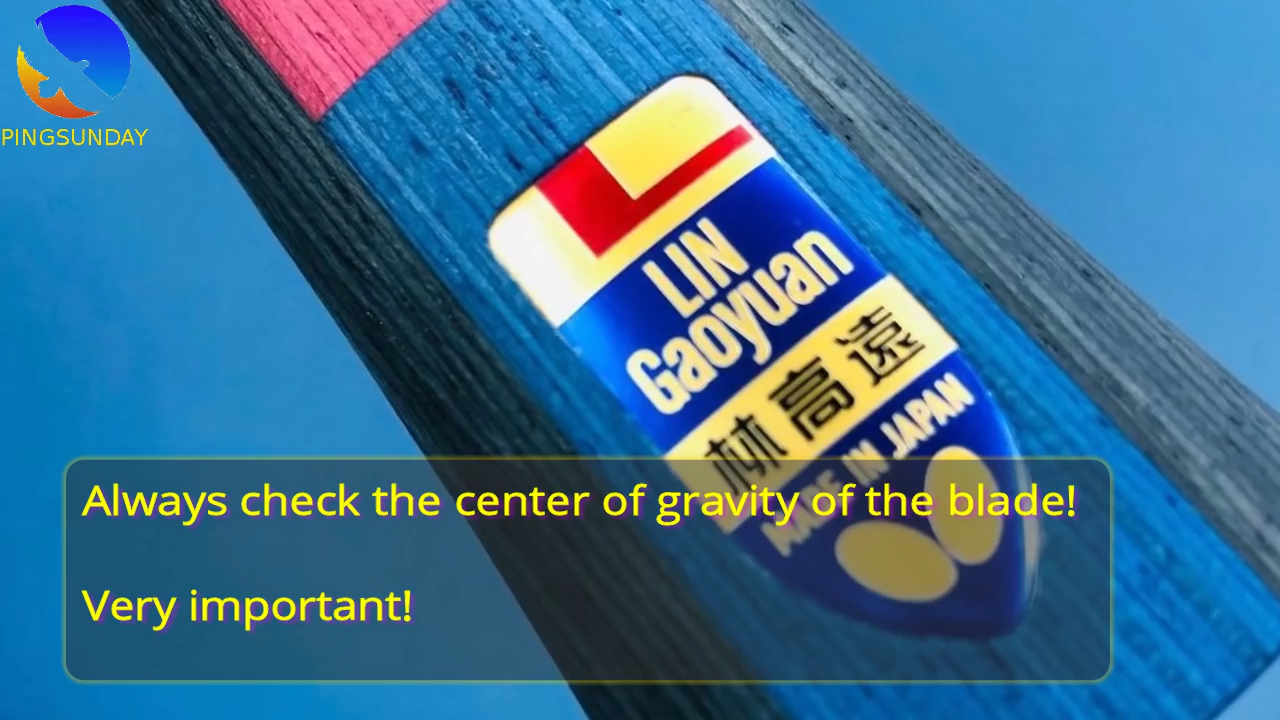 PINGSUNDAY
LIN
Gaoyuan
林高遠
MADE IN JAPAN
Always check the center of gravity of the blade!
Very important!